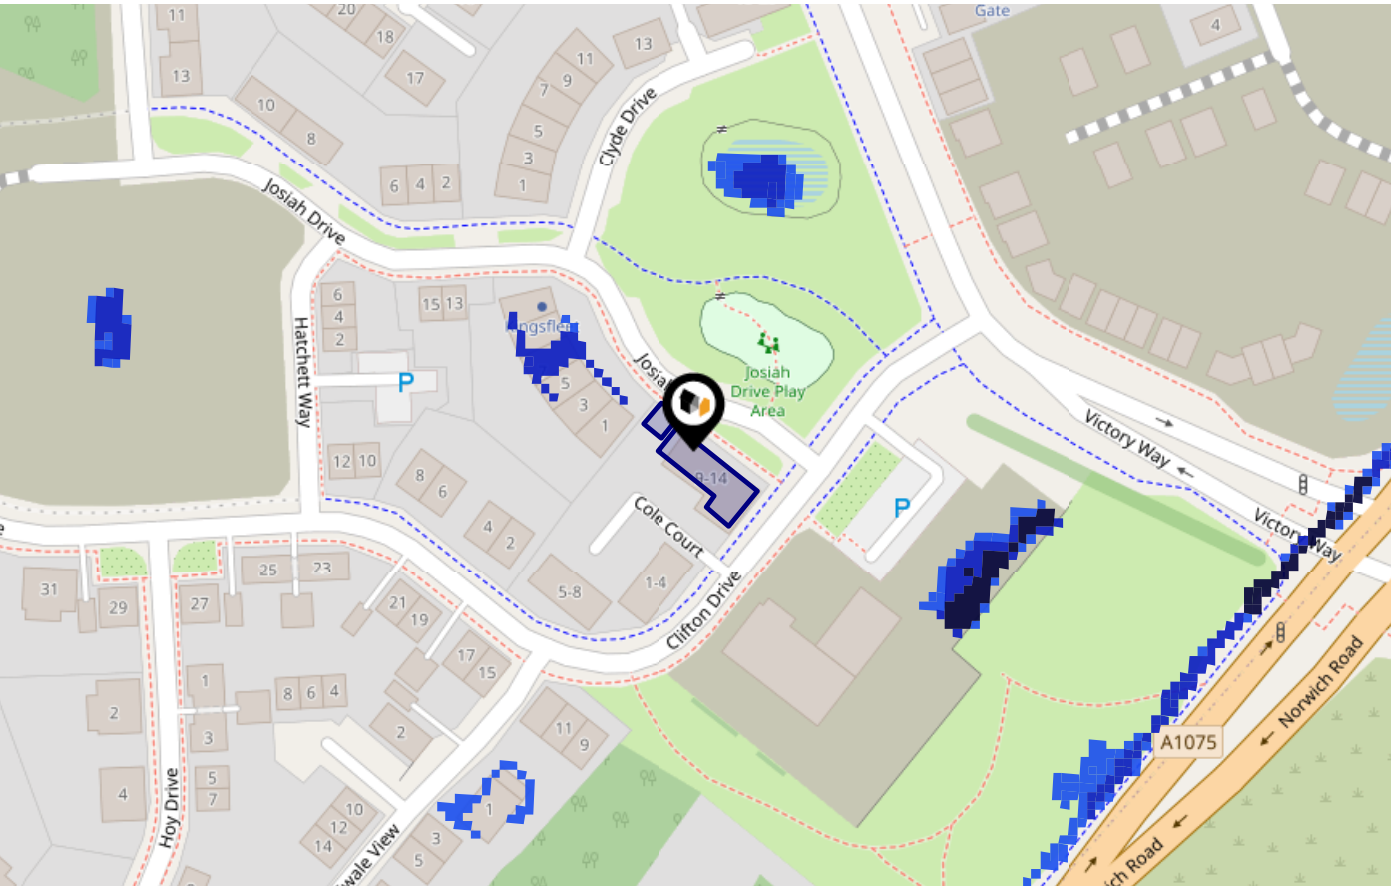 11
20
18
13
17
13
11
9
7
5
3
1
10
8
6 4 2
Clyde Drive
Gate
4
Josiah Drive
6
4
2
15 13
Hatchett Way
P
5
3
1
Josiah
Drive Play
Area
9-14
12 10
8
6
4
2
Cole Court
5-8
1-4
Clifton Drive
P
Victory Way
Victory Way
31
29
27
25
23
21
19
17
15
1
2
3
8 6 4
2
5
7
4
11
9
1
10
12
14
3
5
Hoy Drive
wale View
A1075
Norwich Road
ich Road